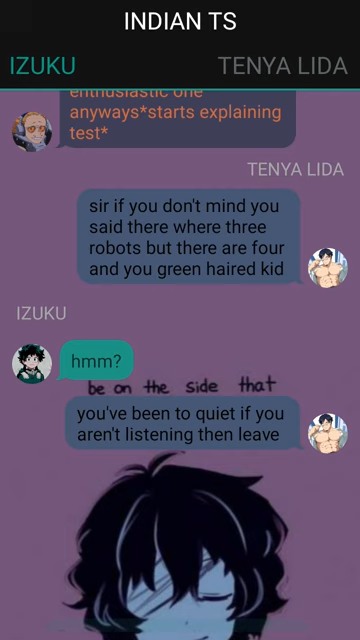 INDIAN TS
IZUKU
TENYA LIDA
enthusiastic one
anyways*starts explaining
test*
TENYA LIDA
sir if you don't mind you
said there where three
robots but there are four
and you green haired kid
IZUKU
hmm?
be on the side that
you've been to quiet if you
aren't listening then leave